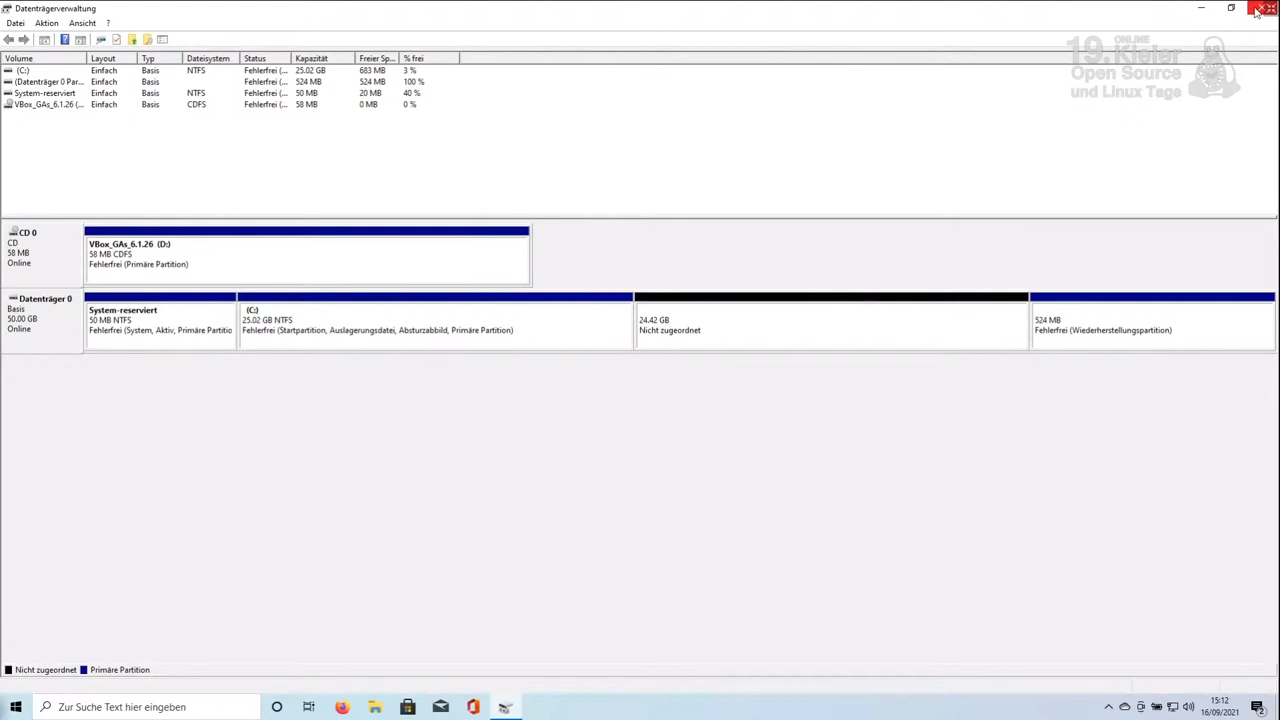 Datenträgerverwaltung
Datei Aktion Ansicht ?
19. ONLINE Kieler
Open Source
und Linux Tage
Volume Layout Typ Dateisystem Status Kapazität Freier Sp... % frei
(C:) Einfach Basis NTFS Fehlerfrei (... 25.02 GB 683 MB 3 %
(Datenträger 0 Par... Einfach Basis Fehlerfrei (... 524 MB 524 MB 100 %
System-reserviert Einfach Basis NTFS Fehlerfrei (... 50 MB 20 MB 40 %
VBox_GAs_6.1.26 (... Einfach Basis CDFS Fehlerfrei (... 58 MB 0 MB 0 %
CD 0
CD
58 MB
Online
VBox_GAs_6.1.26 (D:)
58 MB CDFS
Fehlerfrei (Primäre Partition)
Datenträger 0
Basis
50.00 GB
Online
System-reserviert
50 MB NTFS
Fehlerfrei (System, Aktiv, Primäre Partitio
(C:)
25.02 GB NTFS
Fehlerfrei (Startpartition, Auslagerungsdatei, Absturzabbild, Primäre Partition)
24.42 GB
Nicht zugeordnet
524 MB
Fehlerfrei (Wiederherstellungspartition)
Nicht zugeordnet Primäre Partition
Zur Suche Text hier eingeben
15:12
16/09/2021
2